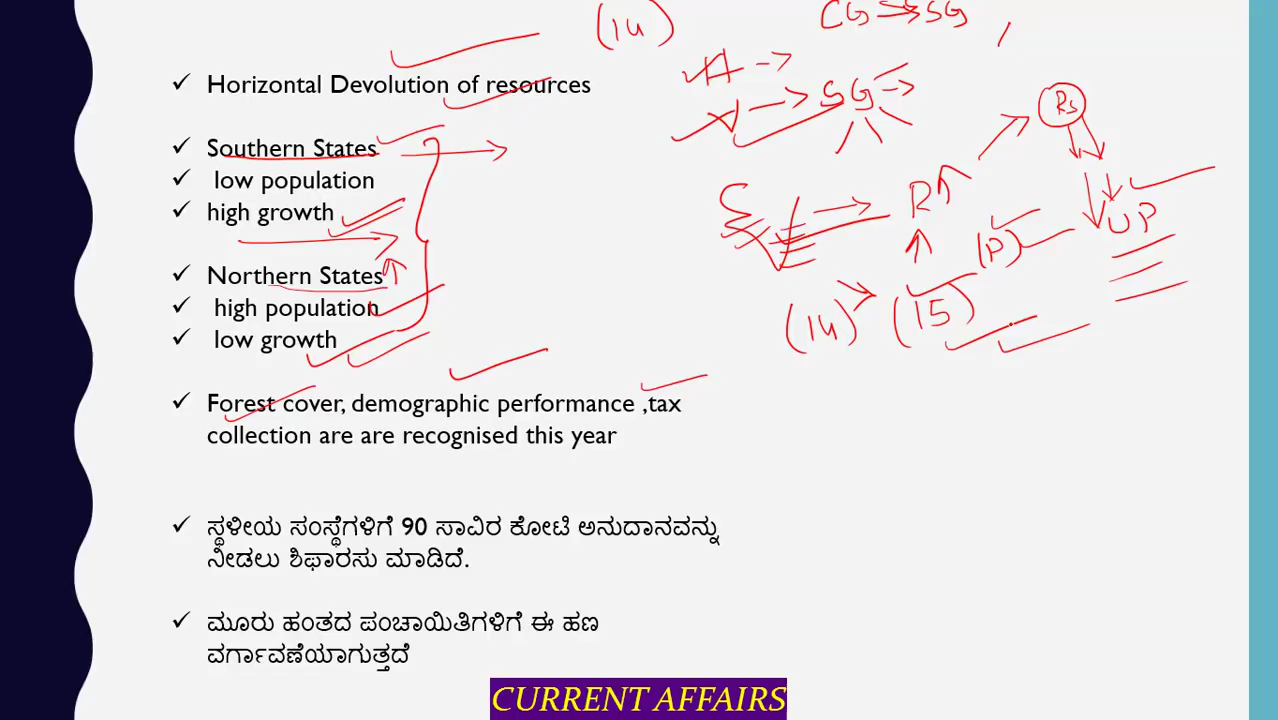 (14)
CG → SG
✓ Horizontal Devolution of resources
H →
V → SG →
Rs
✓ Southern States
✓ low population
✓ high growth
S
R ↑
UP
(P)
✓ Northern States
✓ high population
✓ low growth
(14) → (15)
✓ Forest cover, demographic performance ,tax
collection are are recognised this year
✓ ಸ್ಥಳೀಯ ಸಂಸ್ಥೆಗಳಿಗೆ 90 ಸಾವಿರ ಕೋಟಿ ಅನುದಾನವನ್ನು
ನೀಡಲು ಶಿಫಾರಸು ಮಾಡಿದೆ.
✓ ಮೂರು ಹಂತದ ಪಂಚಾಯಿತಿಗಳಿಗೆ ಈ ಹಣ
ವರ್ಗಾವಣೆಯಾಗುತ್ತದೆ
CURRENT AFFAIRS